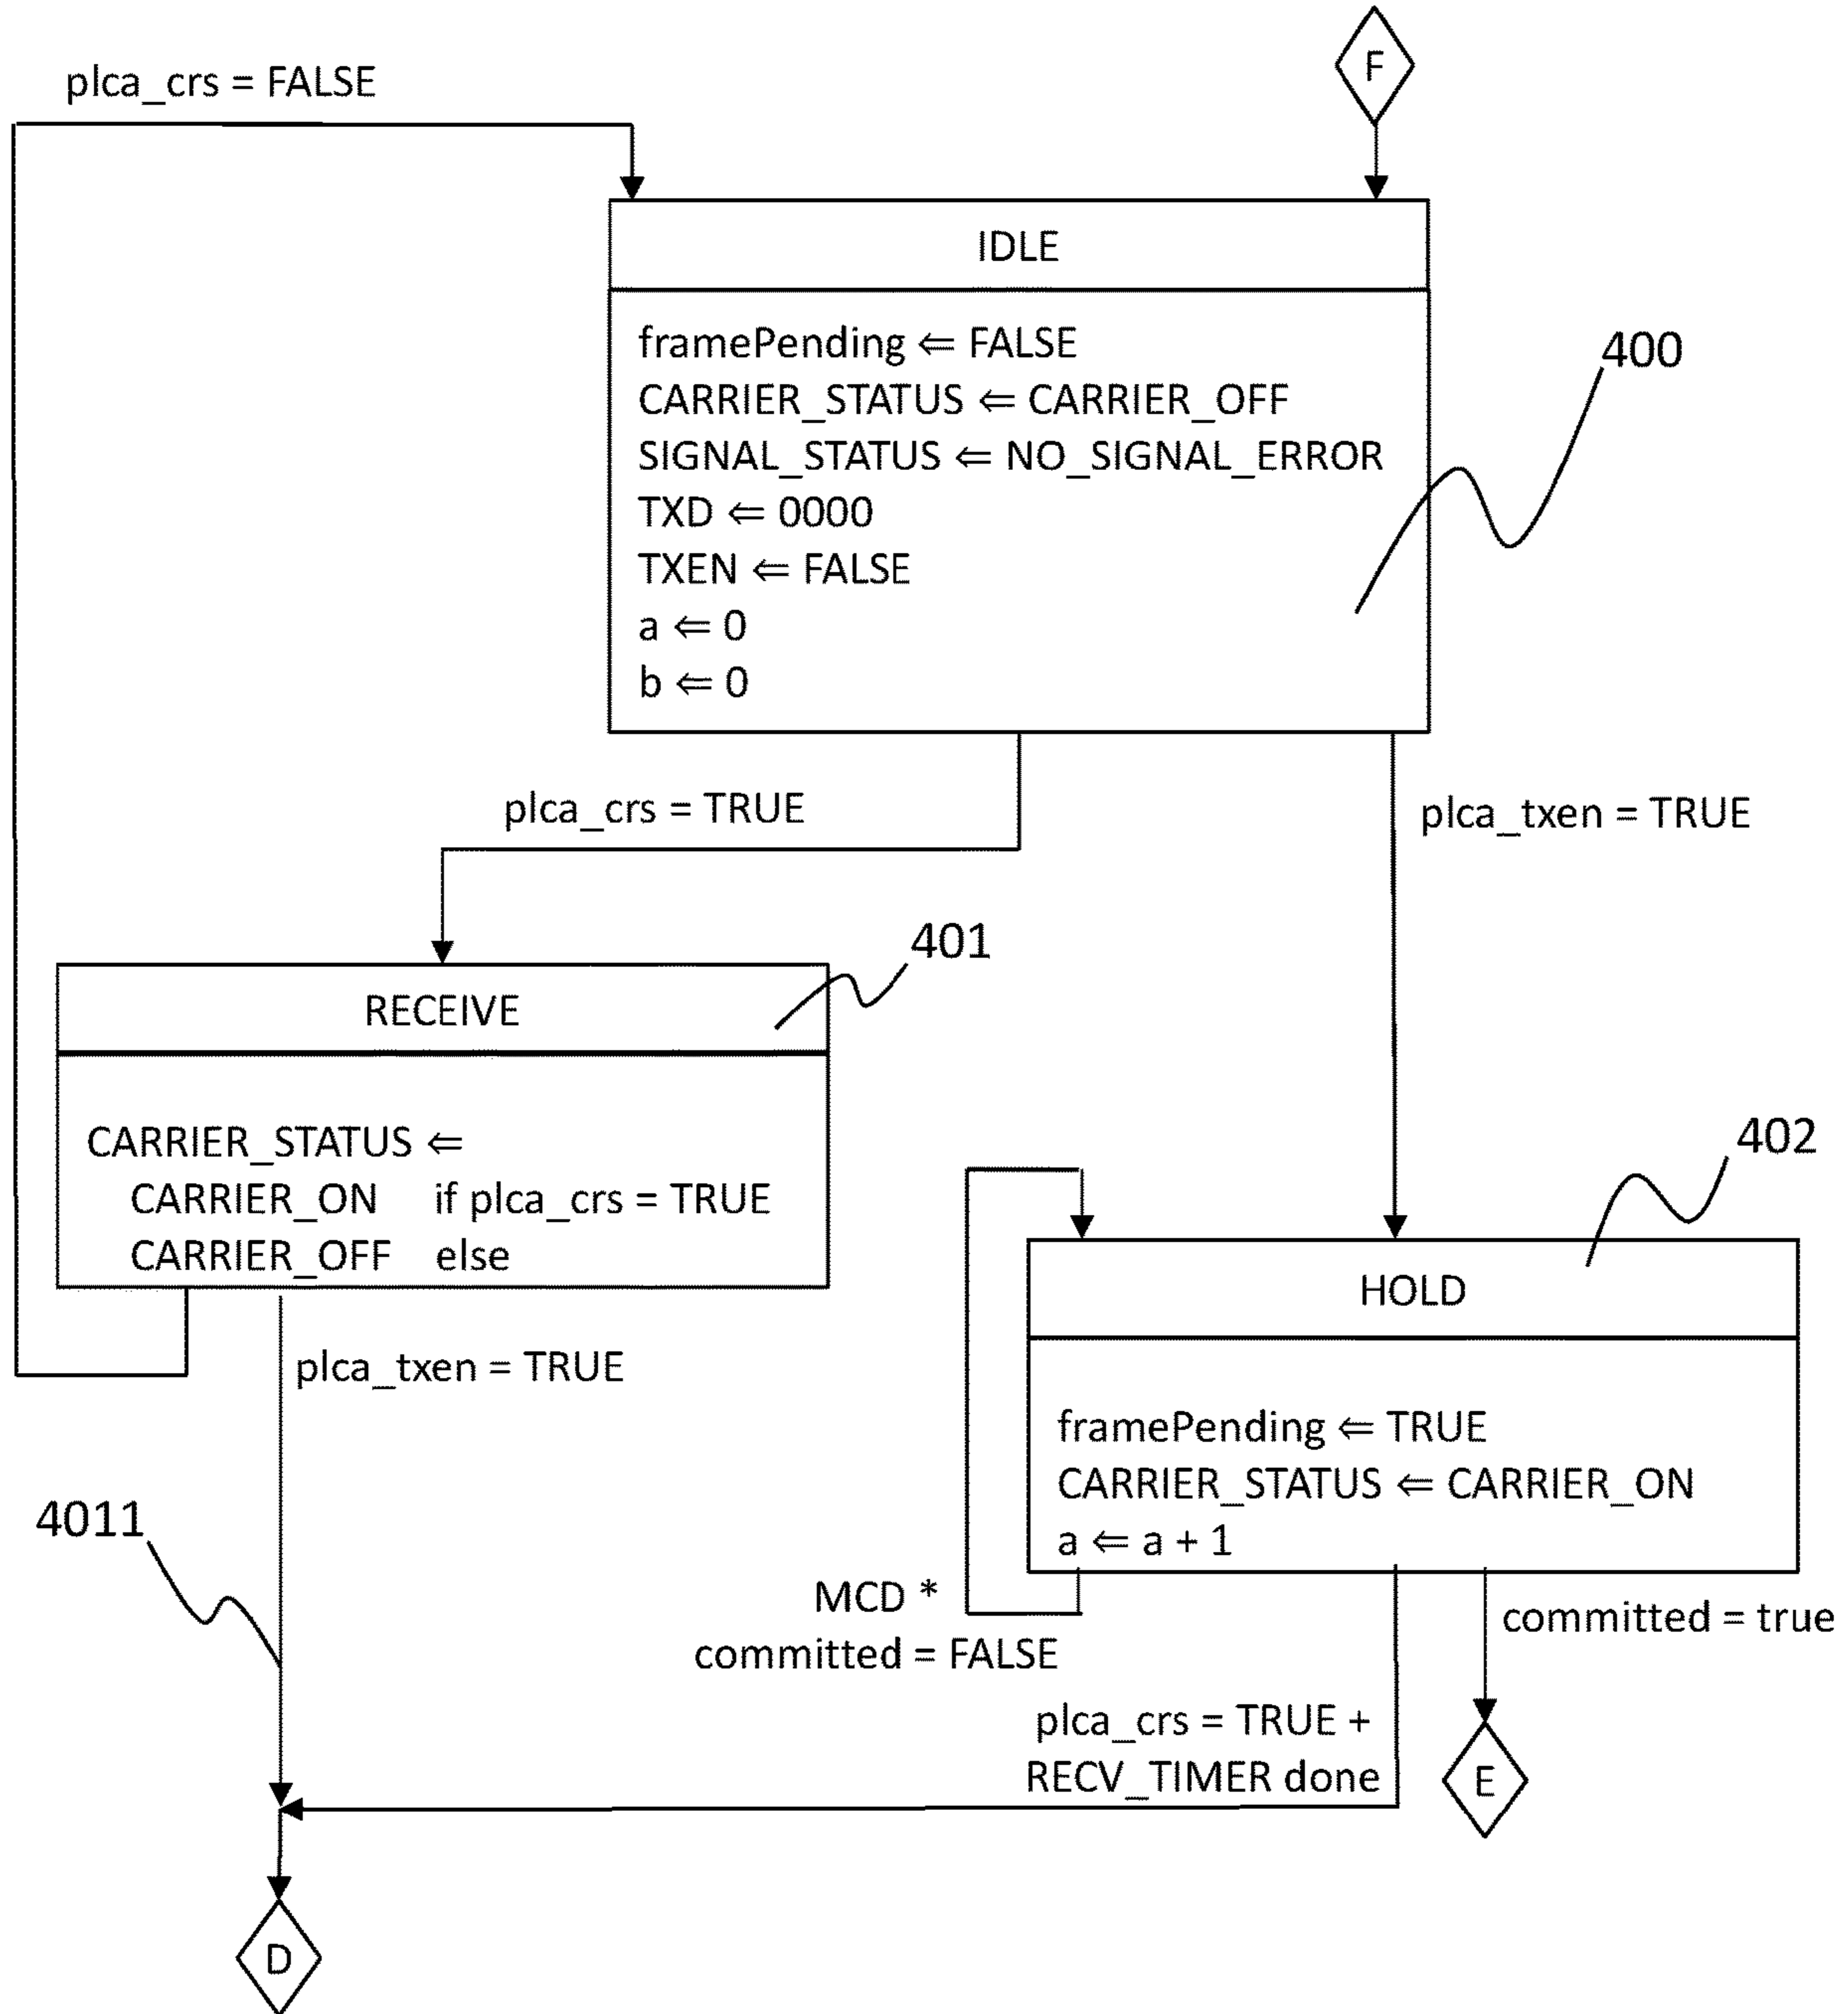 F
plca_crs = FALSE
IDLE
framePending ⇐ FALSE
CARRIER_STATUS ⇐ CARRIER_OFF
SIGNAL_STATUS ⇐ NO_SIGNAL_ERROR
TXD ⇐ 0000
TXEN ⇐ FALSE
a ⇐ 0
b ⇐ 0
400
plca_crs = TRUE
plca_txen = TRUE
401
RECEIVE
CARRIER_STATUS ⇐
CARRIER_ON if plca_crs = TRUE
CARRIER_OFF else
402
HOLD
framePending ⇐ TRUE
CARRIER_STATUS ⇐ CARRIER_ON
a ⇐ a + 1
plca_txen = TRUE
4011
MCD *
committed = FALSE
committed = true
plca_crs = TRUE +
RECV_TIMER done
E
D